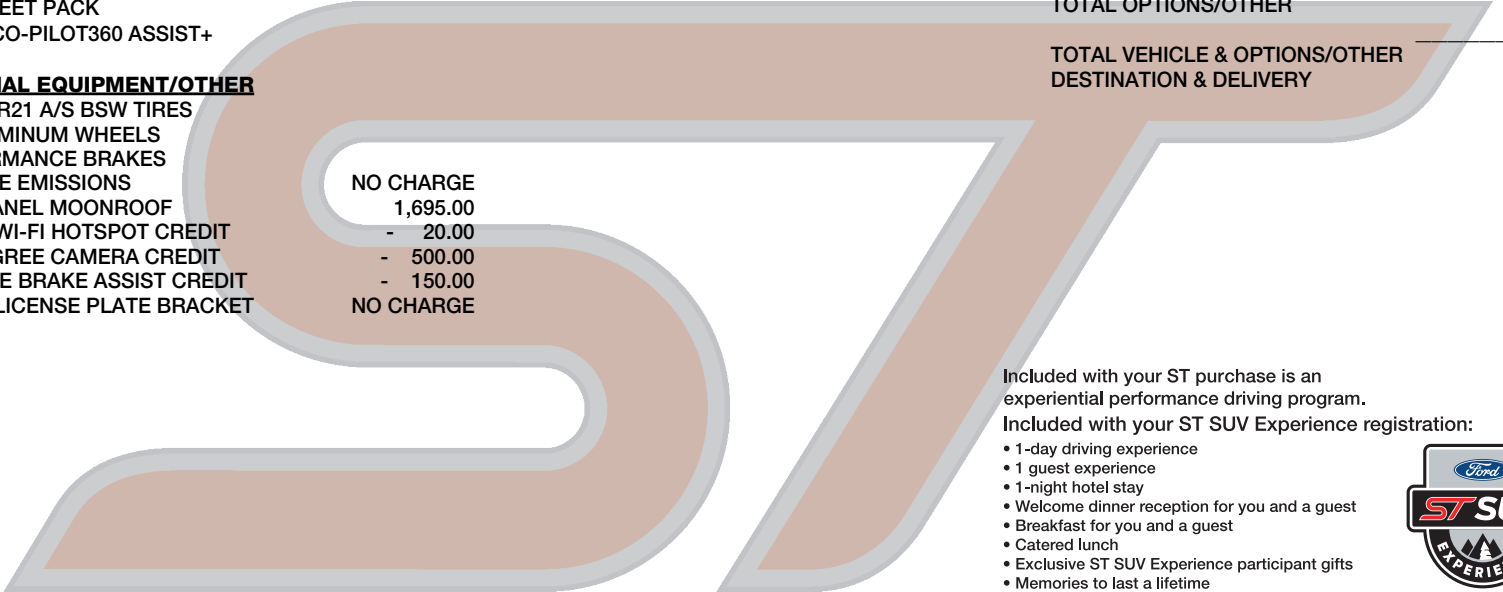 EET PACK
CO-PILOT360 ASSIST+
EQUIPMENT/OTHER
R21 A/S BSW TIRES
MINUM WHEELS
RMANCE BRAKES
E EMISSIONS NO CHARGE
ANEL MOONROOF 1,695.00
WI-FI HOTSPOT CREDIT - 20.00
GREE CAMERA CREDIT - 500.00
E BRAKE ASSIST CREDIT - 150.00
LICENSE PLATE BRACKET NO CHARGE
TOTAL OPTIONS/OTHER
TOTAL VEHICLE & OPTIONS/OTHER
DESTINATION & DELIVERY
ST
Included with your ST purchase is an
experiential performance driving program.
Included with your ST SUV Experience registration:
• 1-day driving experience
• 1 guest experience
• 1-night hotel stay
• Welcome dinner reception for you and a guest
• Breakfast for you and a guest
• Catered lunch
• Exclusive ST SUV Experience participant gifts
• Memories to last a lifetime
Ford
ST SU
EXPERIE